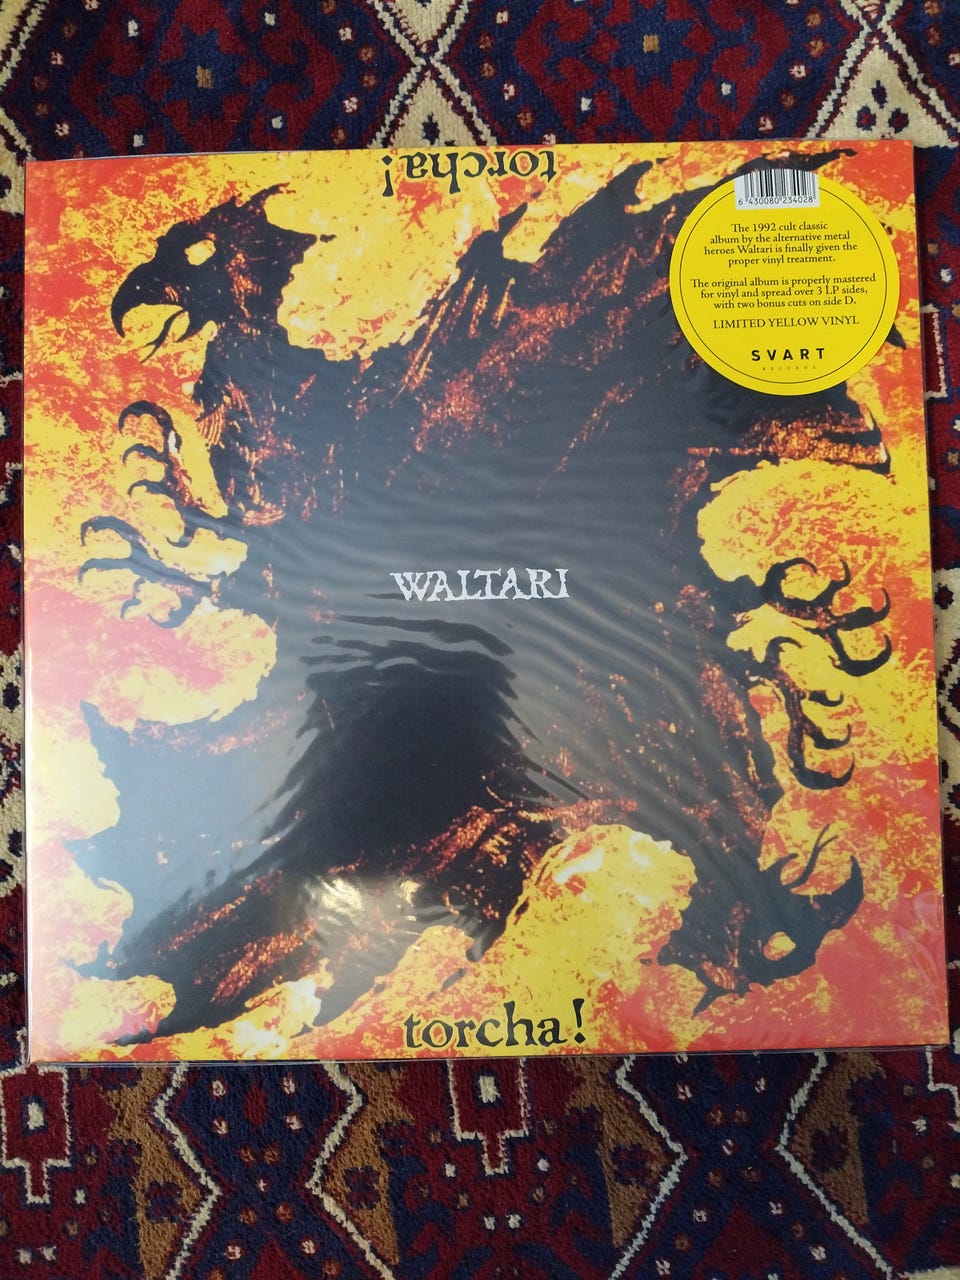 torcha!
6 430080 234028
The 1992 cult classic
album by the alternative metal
heroes Waltari is finally given the
proper vinyl treatment.
The original album is properly mastered
for vinyl and spread over 3 LP sides,
with two bonus cuts on side D.
LIMITED YELLOW VINYL
SVART
RECORDS
WALTARI
torcha!